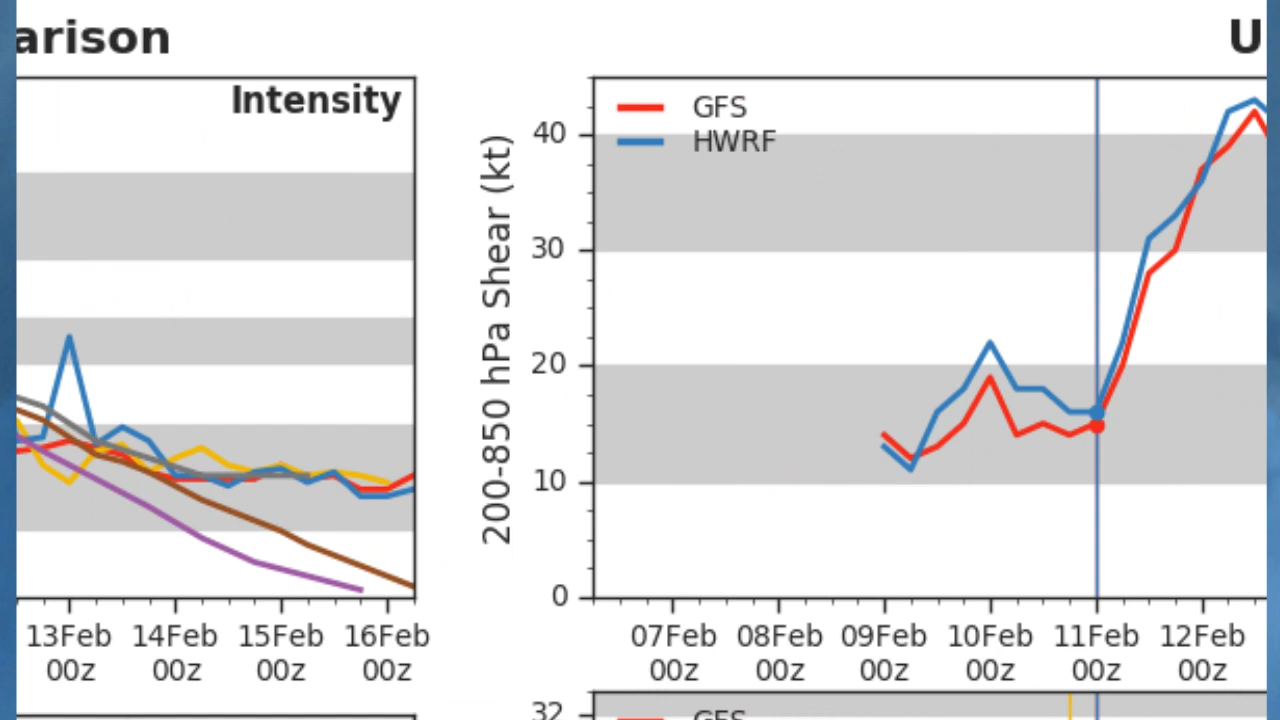 arison
Intensity
13Feb 14Feb 15Feb 16Feb
00z 00z 00z 00z
U
200-850 hPa Shear (kt)
GFS
HWRF
40
30
20
10
0
07Feb 08Feb 09Feb 10Feb 11Feb 12Feb
00z 00z 00z 00z 00z 00z
32
GFS